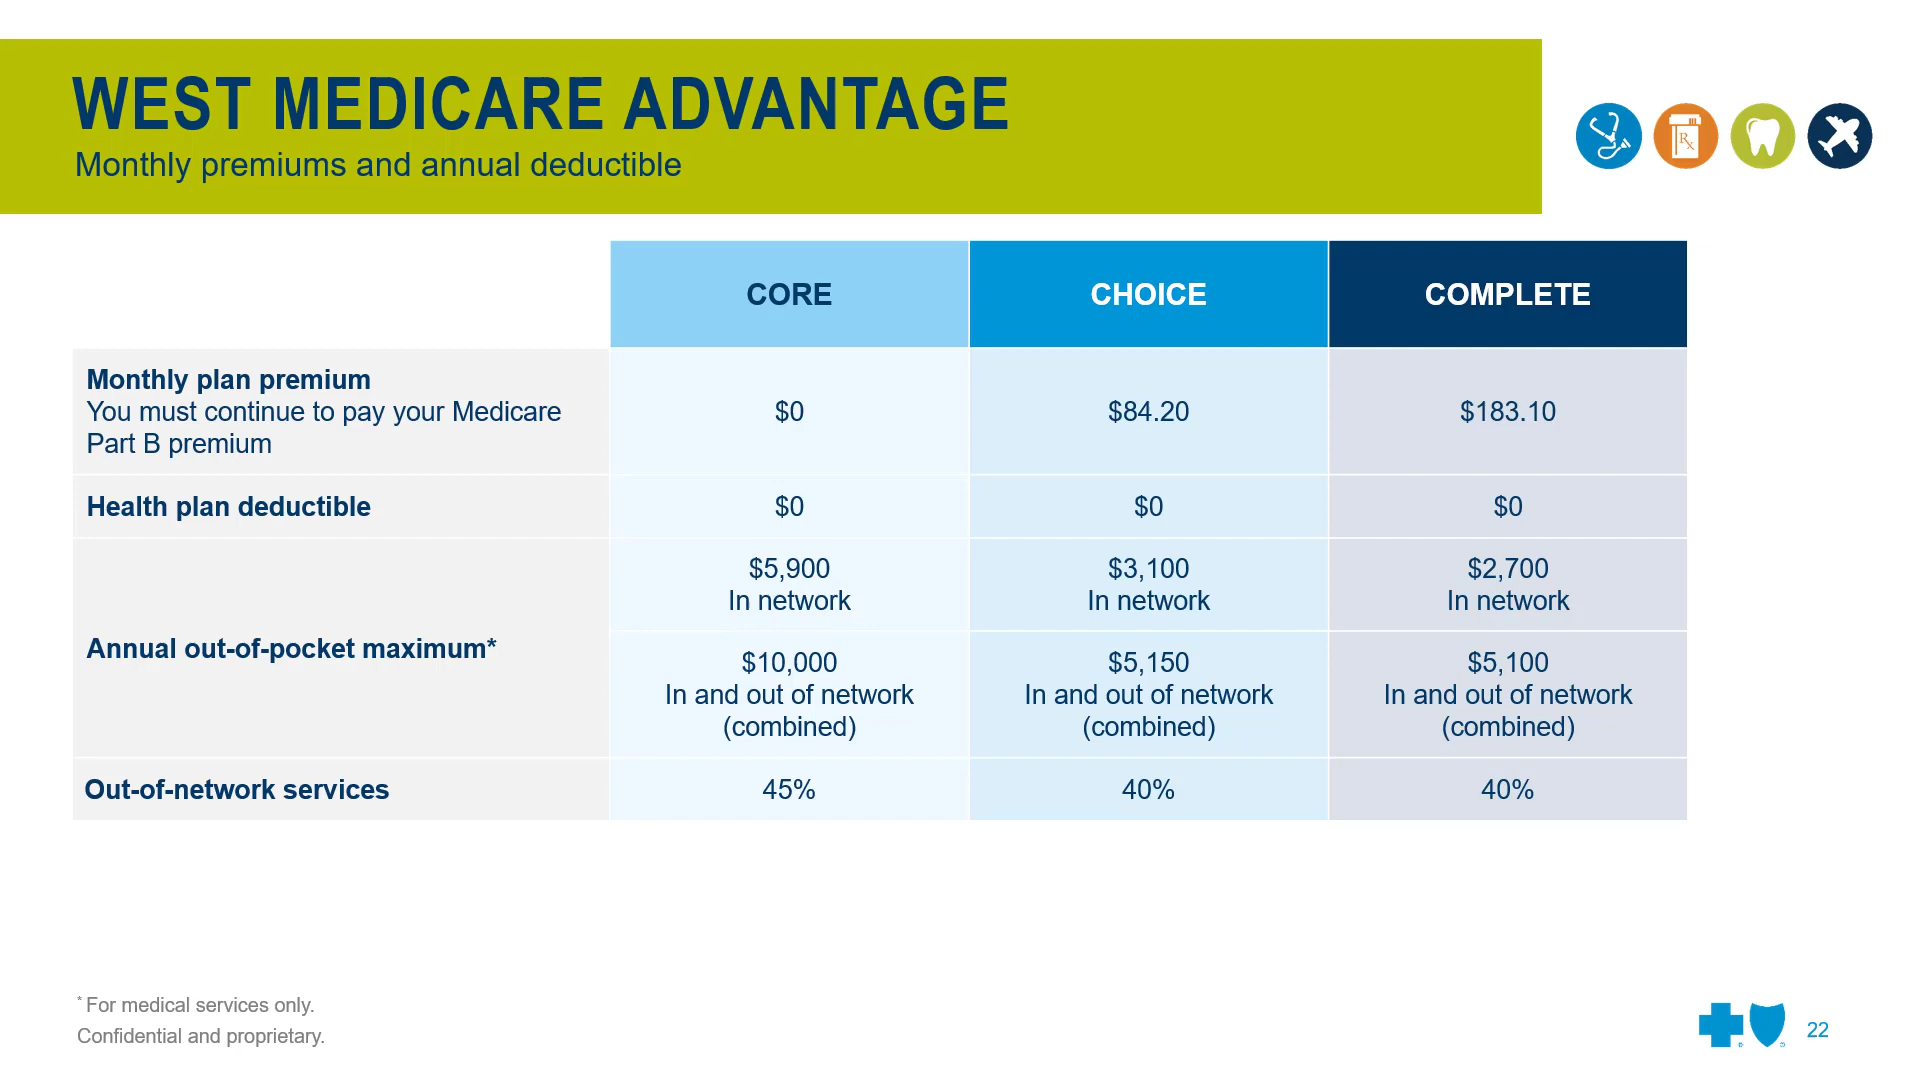 WEST MEDICARE ADVANTAGE
Monthly premiums and annual deductible
Rx
CORE
CHOICE
COMPLETE
Monthly plan premium
You must continue to pay your Medicare
Part B premium
$0
$84.20
$183.10
Health plan deductible
$0
$0
$0
Annual out-of-pocket maximum*
$5,900
In network
$3,100
In network
$2,700
In network
$10,000
In and out of network
(combined)
$5,150
In and out of network
(combined)
$5,100
In and out of network
(combined)
Out-of-network services
45%
40%
40%
* For medical services only.
Confidential and proprietary.
® ®
22